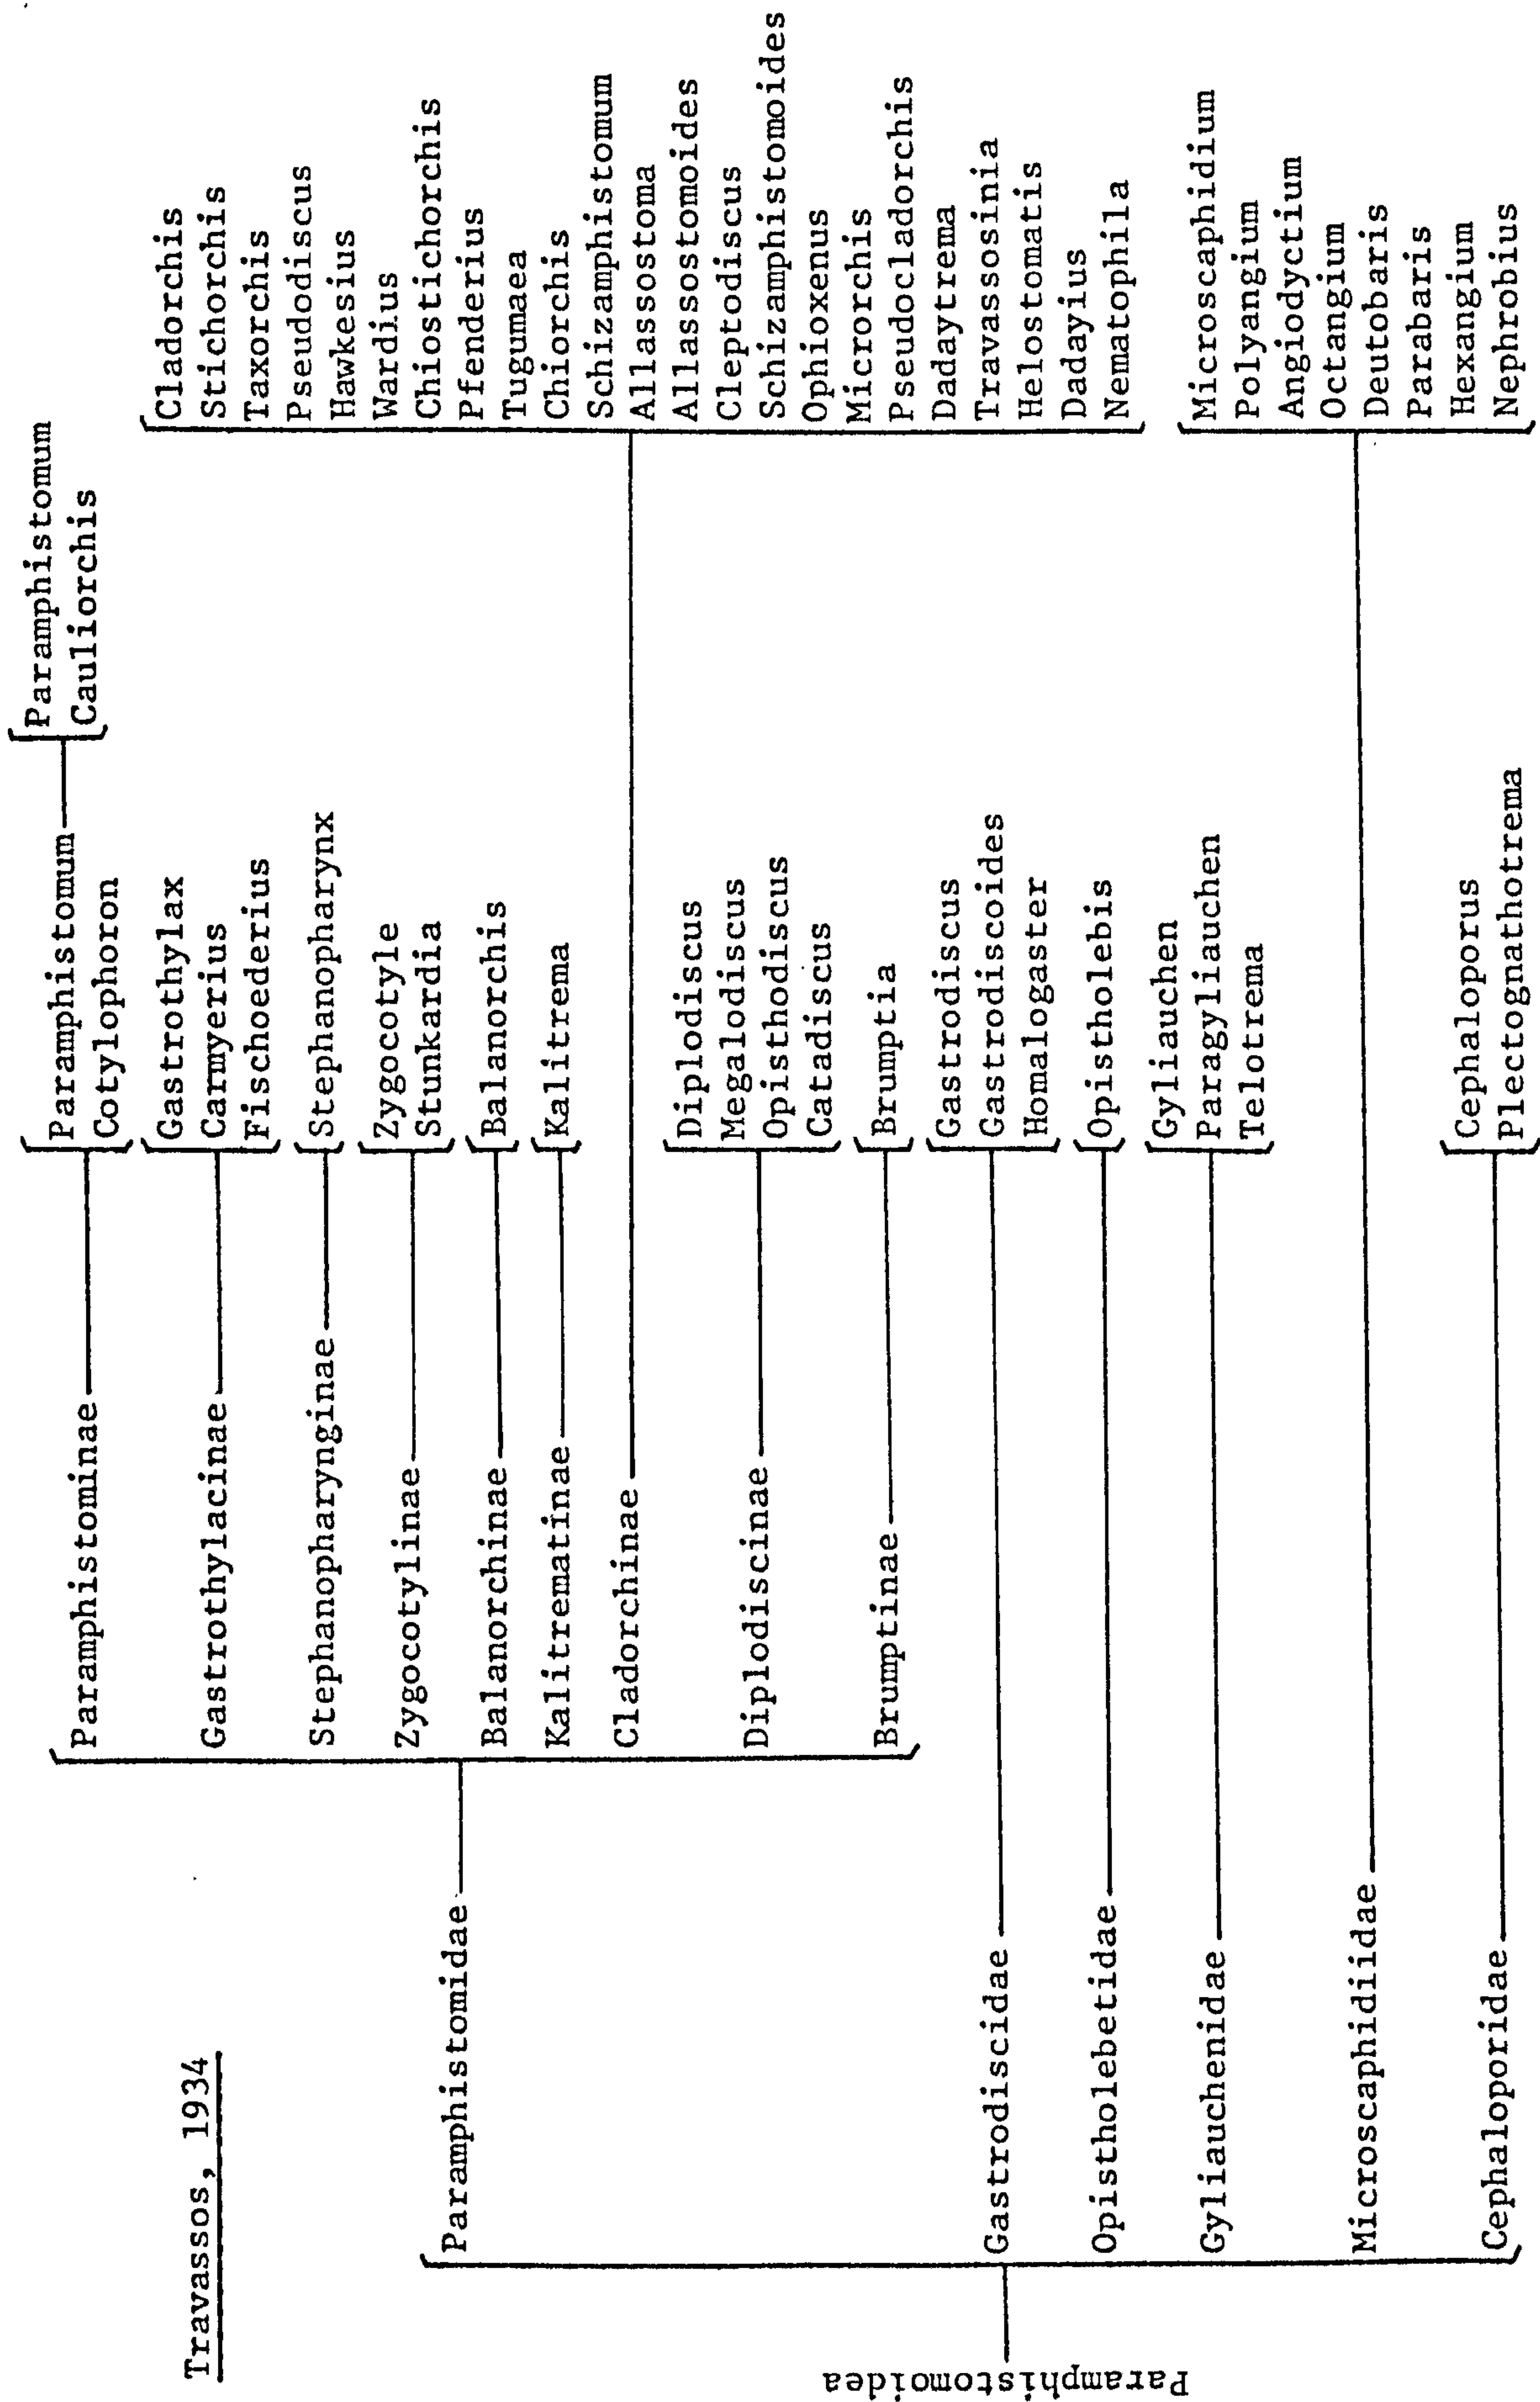 Travassos, 1934
Paramphistomoidea
Paramphistomidae
Paramphistominae
Paramphistomum
Paramphistomum
Cauliorchis
Cotylophoron
Gastrothylacinae
Gastrothylax
Carmyerius
Fischoederius
Stephanopharynginae
Stephanopharynx
Zygocotylinae
Zygocotyle
Stunkardia
Balanorchinae
Balanorchis
Kalitrematinae
Kalitrema
Cladorchinae
Cladorchis
Stichorchis
Taxorchis
Pseudodiscus
Hawkesius
Wardius
Chiostichorchis
Pfenderius
Tugumaea
Chiorchis
Schizamphistomum
Allassostoma
Allassostomoides
Cleptodiscus
Schizamphistomoides
Ophioxenus
Microrchis
Pseudocladorchis
Dadaytrema
Travassosinia
Helostomatis
Dadayius
Nematophila
Diplodiscinae
Diplodiscus
Megalodiscus
Opisthodiscus
Catadiscus
Brumptinae
Brumptia
Gastrodiscidae
Gastrodiscus
Gastrodiscoides
Homalogaster
Opistholebetidae
Opistholebis
Gyliauchenidae
Gyliauchen
Paragyliauchen
Telotrema
Microscaphidiidae
Microscaphidium
Polyangium
Angiodyctium
Octangium
Deutobaris
Parabaris
Hexangium
Nephrobius
Cephaloporidae
Cephaloporus
Plectognathotrema